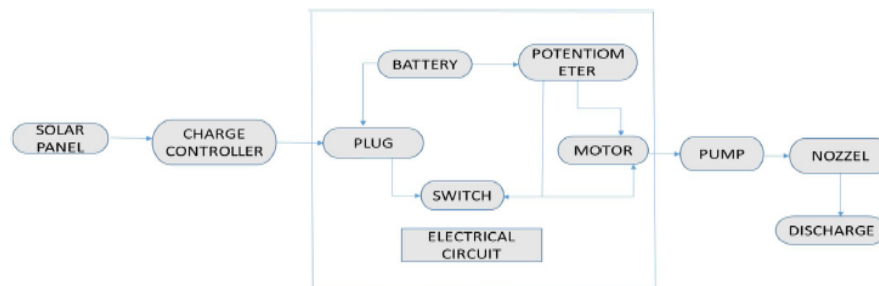 SOLAR
PANEL
CHARGE
CONTROLLER
BATTERY
POTENTIOM
ETER
PLUG
MOTOR
SWITCH
ELECTRICAL
CIRCUIT
PUMP
NOZZEL
DISCHARGE